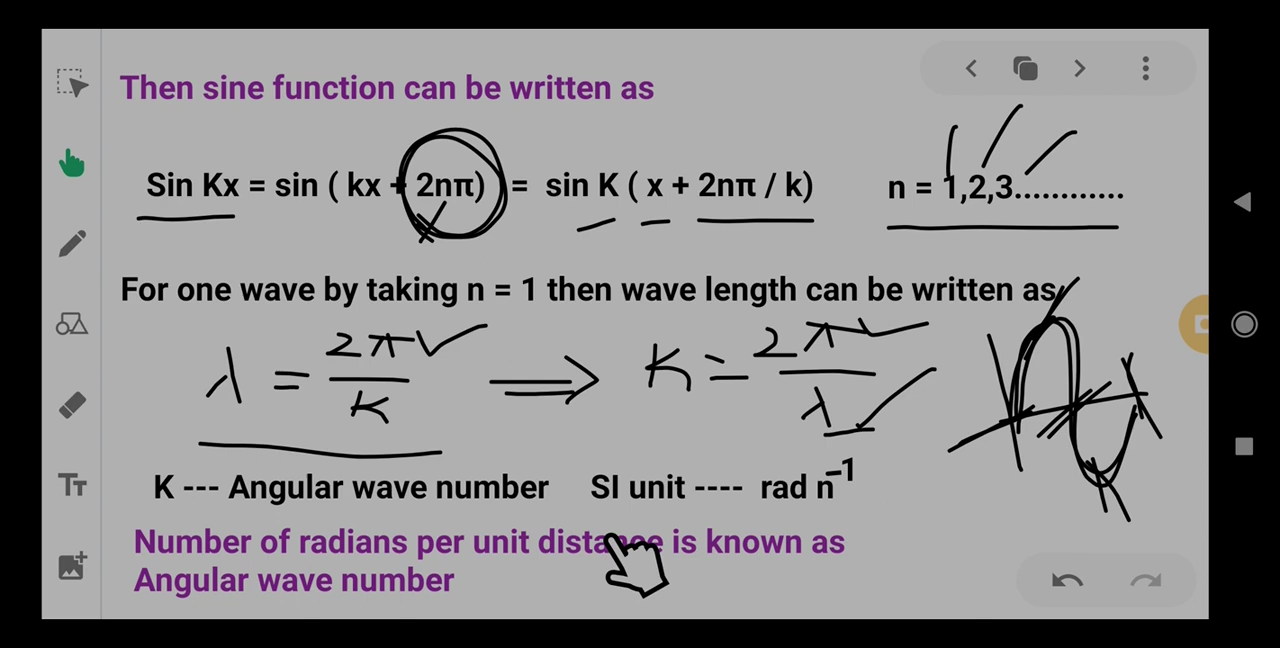 Then sine function can be written as
Sin Kx = sin ( kx + 2nπ) = sin K ( x + 2nπ / k) n = 1,2,3............
For one wave by taking n = 1 then wave length can be written as
λ = 2π / K ⟹ K = 2π / λ
K --- Angular wave number SI unit ---- rad n⁻¹
Number of radians per unit distance is known as
Angular wave number
Tт